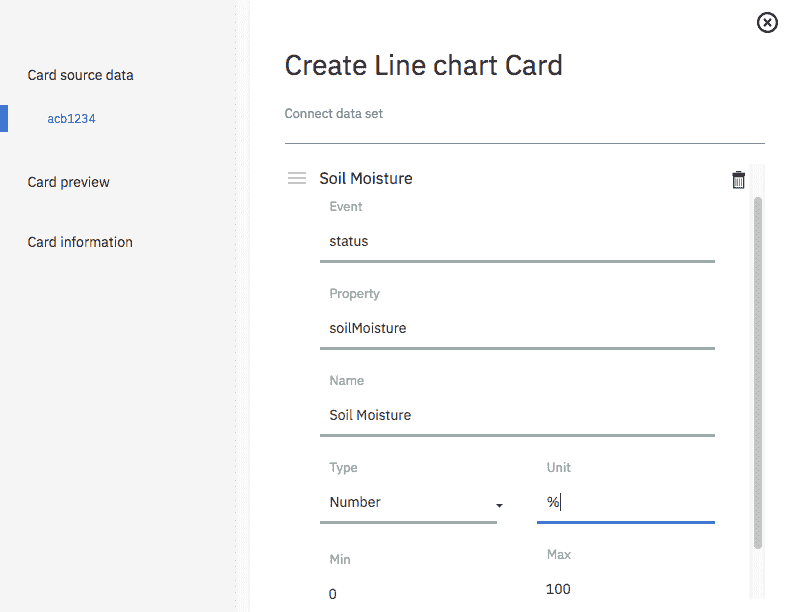 Card source data
acb1234
Card preview
Card information
Create Line chart Card
Connect data set
Soil Moisture
Event
status
Property
soilMoisture
Name
Soil Moisture
Type Unit
Number %
Min Max
0 100